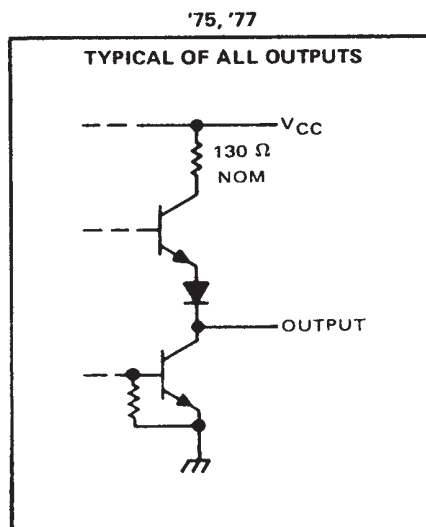 '75, '77
TYPICAL OF ALL OUTPUTS
VCC
130 Ω
NOM
OUTPUT